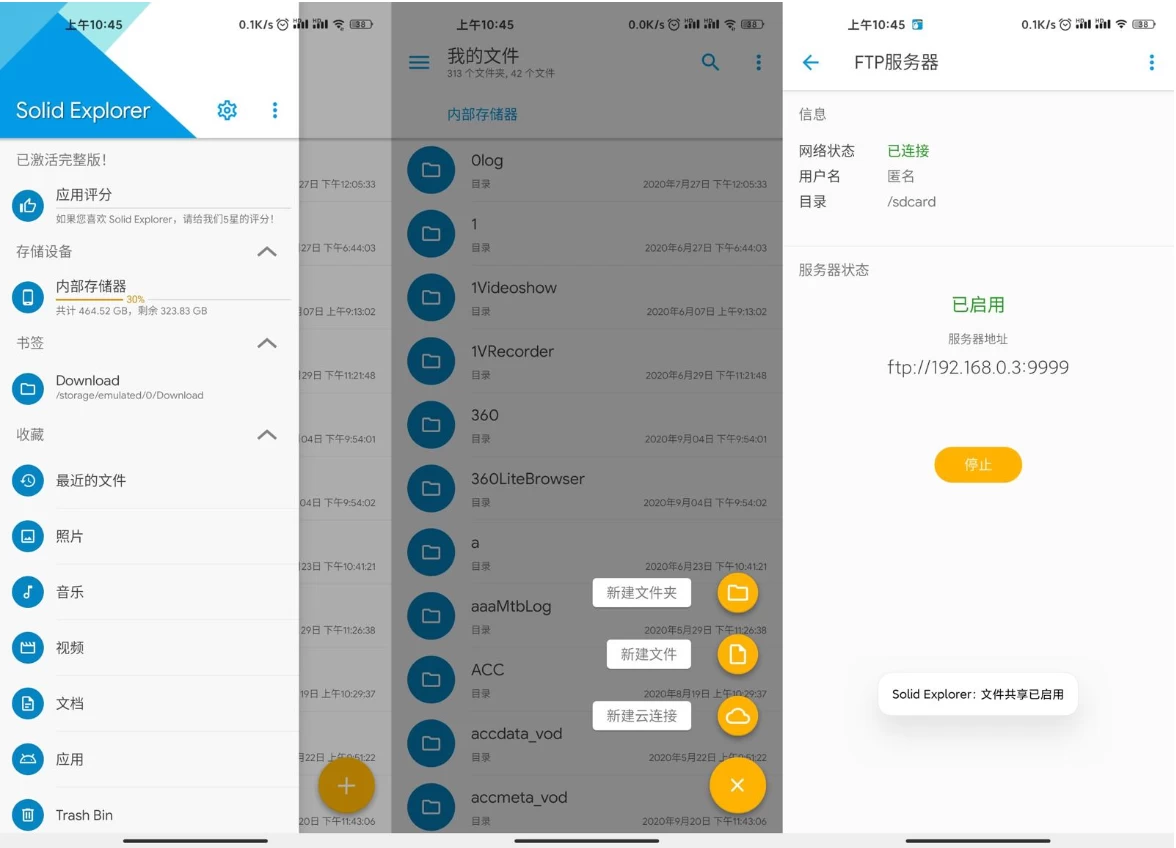 上午10:45
0.1K/s
Solid Explorer
已激活完整版!
应用评分
如果您喜欢 Solid Explorer，请给我们5星的评分!
存储设备
内部存储器
30%
共计 464.52 GB，剩余 323.83 GB
书签
Download
/storage/emulated/0/Download
收藏
最近的文件
照片
音乐
视频
文档
应用
Trash Bin
27日 下午12:05:33
27日 下午6:44:03
07日 上午9:13:02
29日 下午11:21:48
04日 下午9:54:01
04日 下午9:54:02
23日 下午10:41:21
29日 下午11:26:38
19日 上午10:29:37
22日 上午9:51:22
20日 下午11:43:06
上午10:45
0.0K/s
我的文件
313 个文件夹, 42 个文件
内部存储器
0log
目录
2020年7月27日 下午12:05:33
1
目录
2020年6月27日 下午6:44:03
1Videoshow
目录
2020年6月07日 上午9:13:02
1VRecorder
目录
2020年6月29日 下午11:21:48
360
目录
2020年9月04日 下午9:54:01
360LiteBrowser
目录
2020年9月04日 下午9:54:02
a
目录
2020年6月23日 下午10:41:21
新建文件夹
aaaMtbLog
目录
2020年5月29日 下午11:26:38
新建文件
ACC
目录
2020年8月19日 上午10:29:37
新建云连接
accdata_vod
目录
2020年5月22日 上午9:51:22
accmeta_vod
目录
2020年9月20日 下午11:43:06
上午10:45
0.1K/s
FTP服务器
信息
网络状态 已连接
用户名 匿名
目录 /sdcard
服务器状态
已启用
服务器地址
ftp://192.168.0.3:9999
停止
Solid Explorer：文件共享已启用